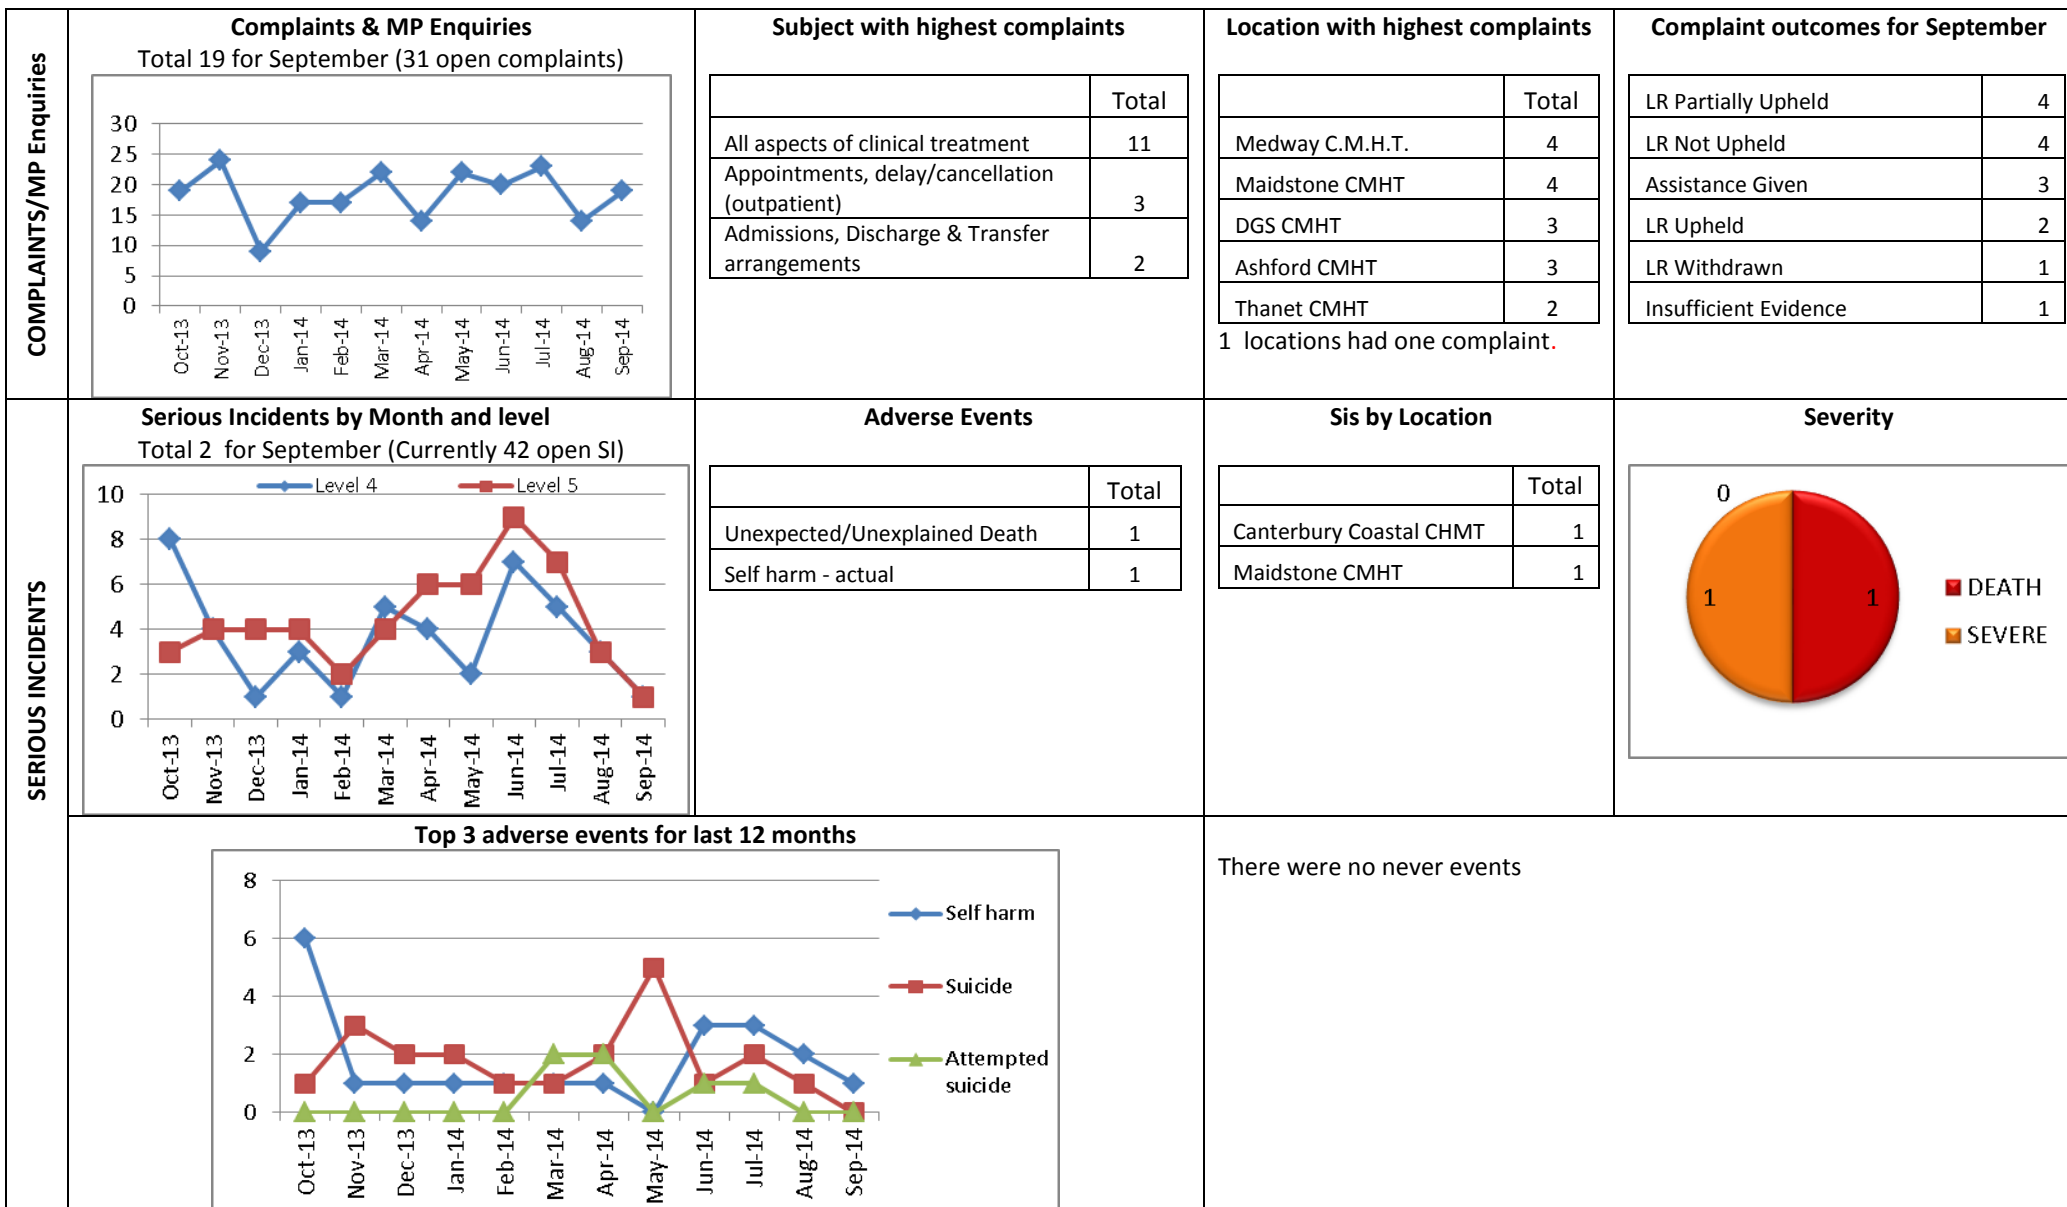 COMPLAINTS/MP Enquiries
Complaints & MP Enquiries
Total 19 for September (31 open complaints)
30
25
20
15
10
5
0
Oct-13
Nov-13
Dec-13
Jan-14
Feb-14
Mar-14
Apr-14
May-14
Jun-14
Jul-14
Aug-14
Sep-14
Subject with highest complaints
Total
All aspects of clinical treatment 11
Appointments, delay/cancellation
(outpatient) 3
Admissions, Discharge & Transfer
arrangements 2
Location with highest complaints
Total
Medway C.M.H.T. 4
Maidstone CMHT 4
DGS CMHT 3
Ashford CMHT 3
Thanet CMHT 2
1 locations had one complaint.
Complaint outcomes for September
LR Partially Upheld 4
LR Not Upheld 4
Assistance Given 3
LR Upheld 2
LR Withdrawn 1
Insufficient Evidence 1
SERIOUS INCIDENTS
Serious Incidents by Month and level
Total 2 for September (Currently 42 open SI)
Level 4
Level 5
10
8
6
4
2
0
Oct-13
Nov-13
Dec-13
Jan-14
Feb-14
Mar-14
Apr-14
May-14
Jun-14
Jul-14
Aug-14
Sep-14
Adverse Events
Total
Unexpected/Unexplained Death 1
Self harm - actual 1
Sis by Location
Total
Canterbury Coastal CHMT 1
Maidstone CMHT 1
Severity
0
1
1
DEATH
SEVERE
Top 3 adverse events for last 12 months
8
6
4
2
0
Self harm
Suicide
Attempted
suicide
Oct-13
Nov-13
Dec-13
Jan-14
Feb-14
Mar-14
Apr-14
May-14
Jun-14
Jul-14
Aug-14
Sep-14
There were no never events